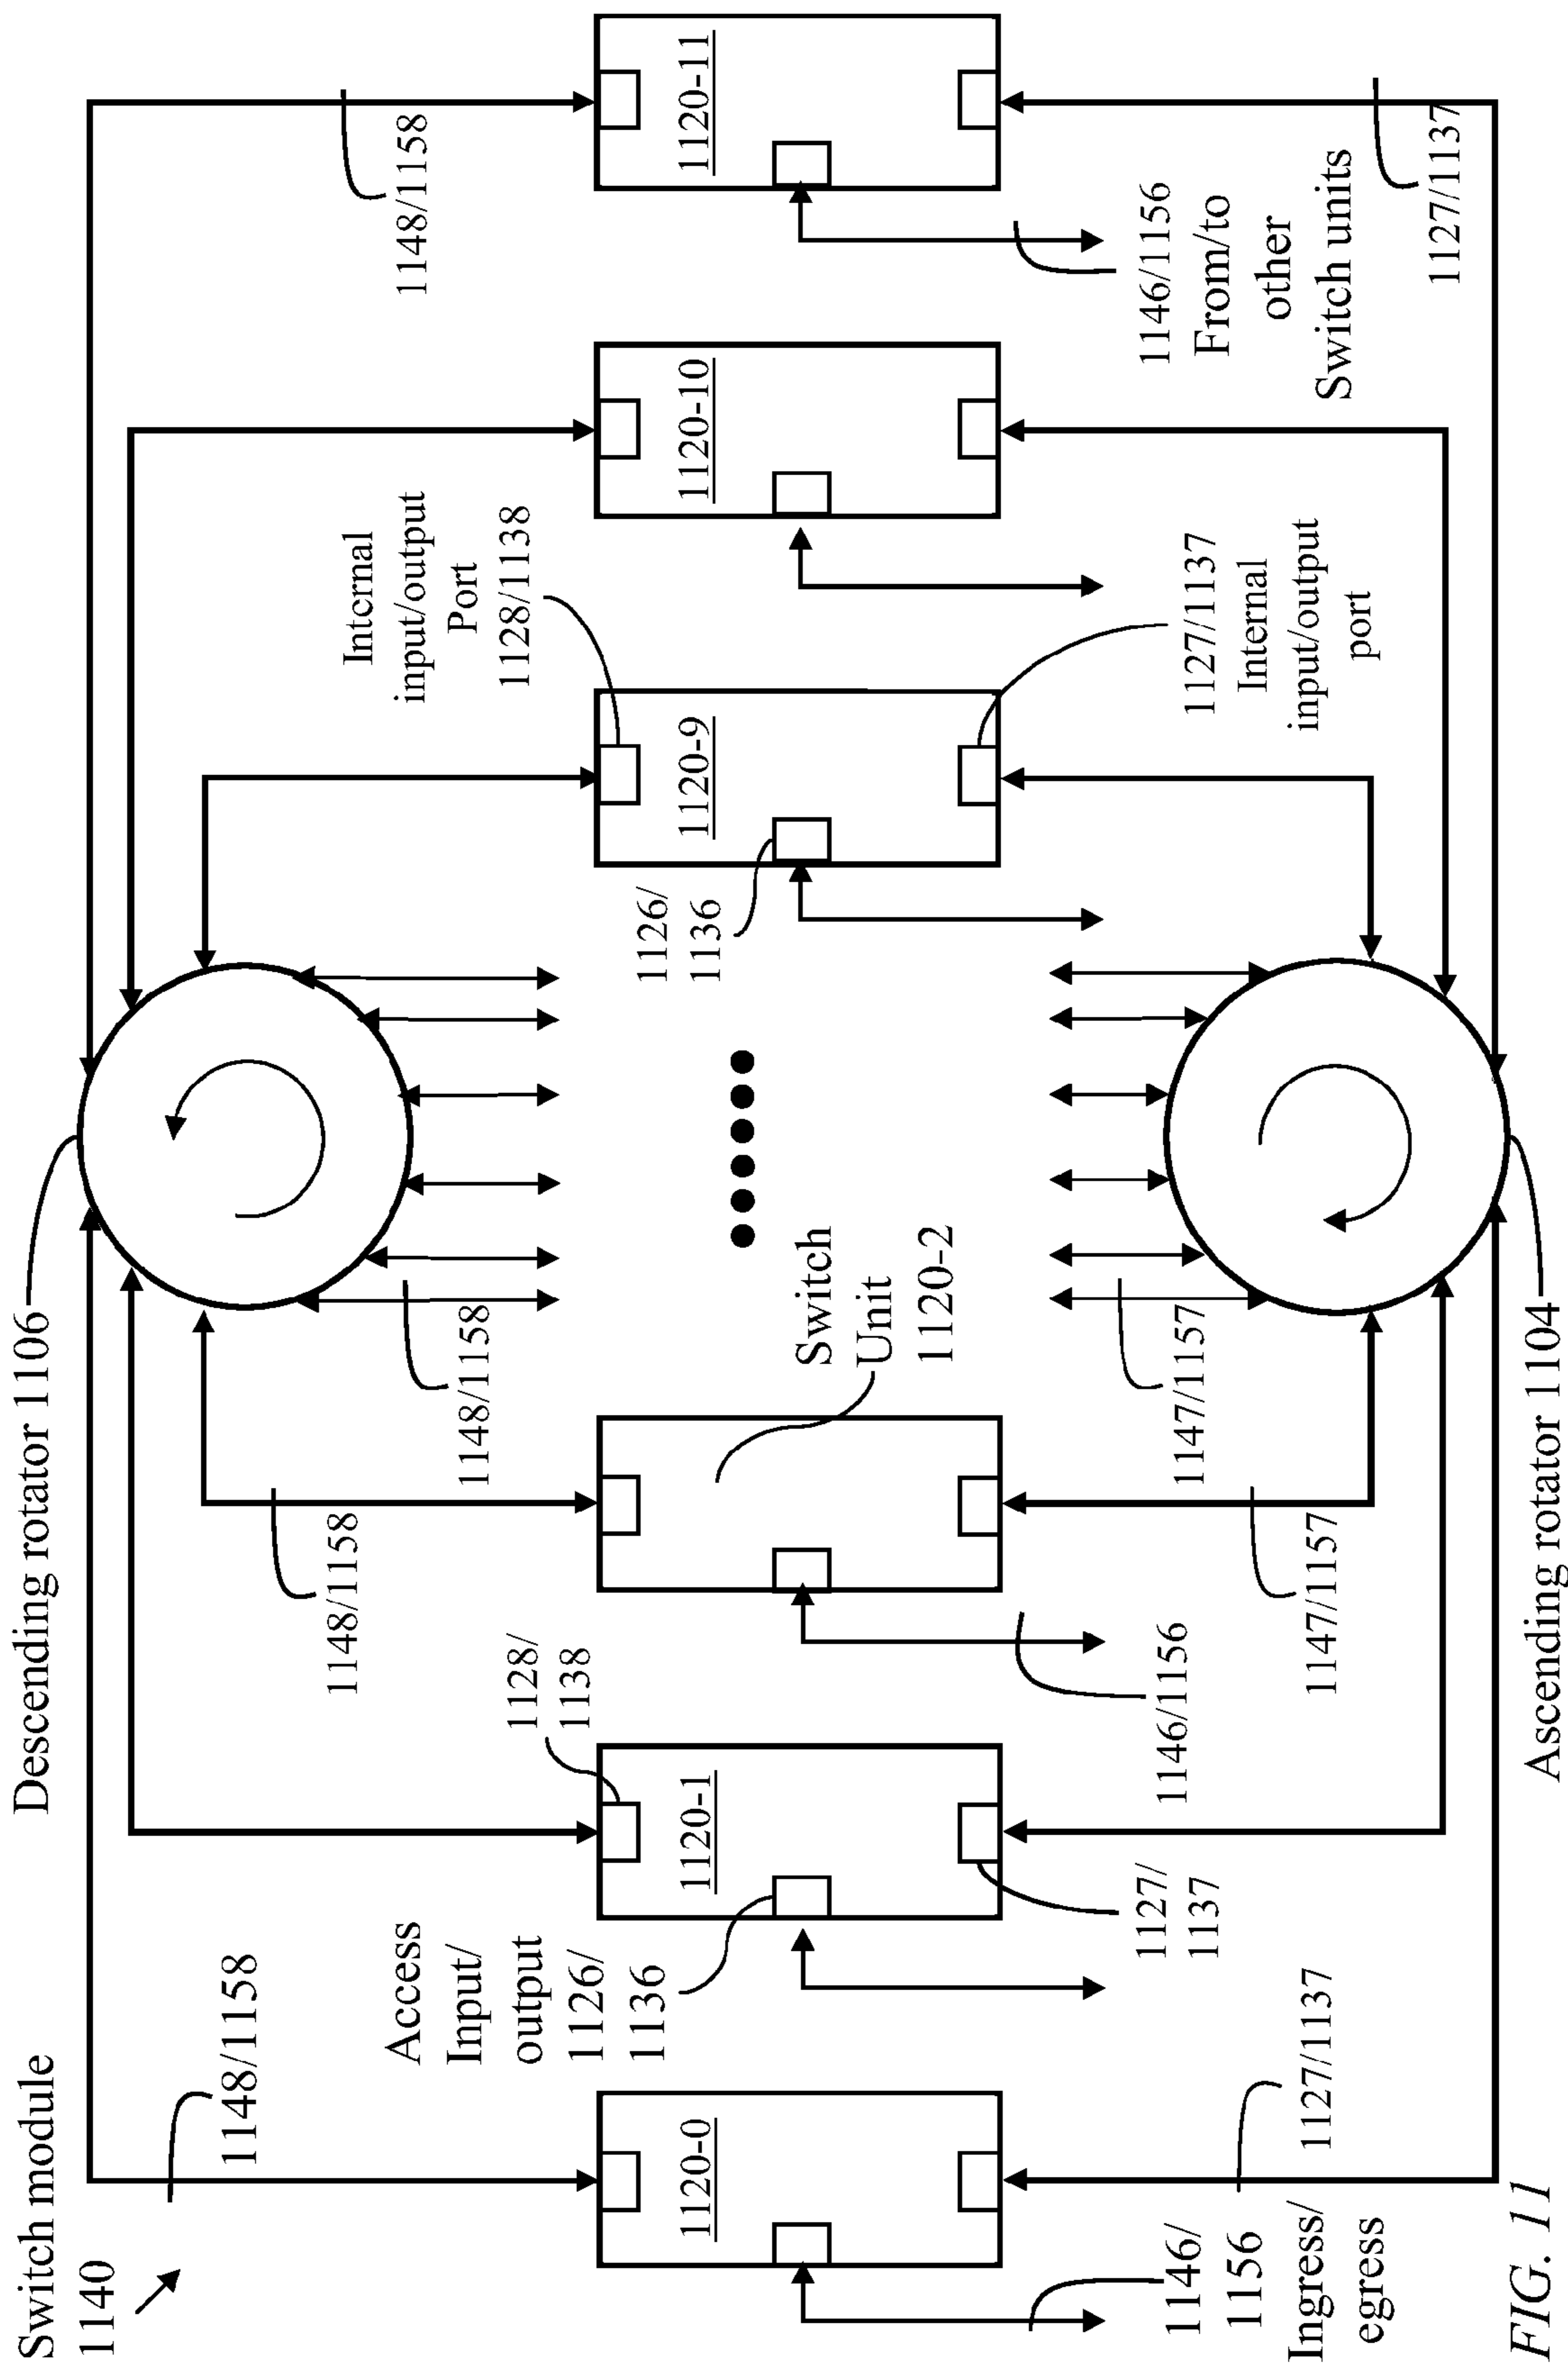 Switch module
1140
Descending rotator 1106
1148/1158
1148/1158
1148/1158
1148/1158
Access
Input/
output
1126/
1136
1128/
1138
Internal
input/output
Port
1128/1138
1120-0
1120-1
Switch
Unit
1120-2
1126/
1136
1120-9
1120-10
1120-11
1146/
1156
Ingress/
egress
1127/1137
1127/
1137
1146/1156
1147/1157
1147/1157
1127/1137
Internal
input/output
port
1146/1156
From/to
other
Switch units
1127/1137
Ascending rotator 1104
FIG. 11